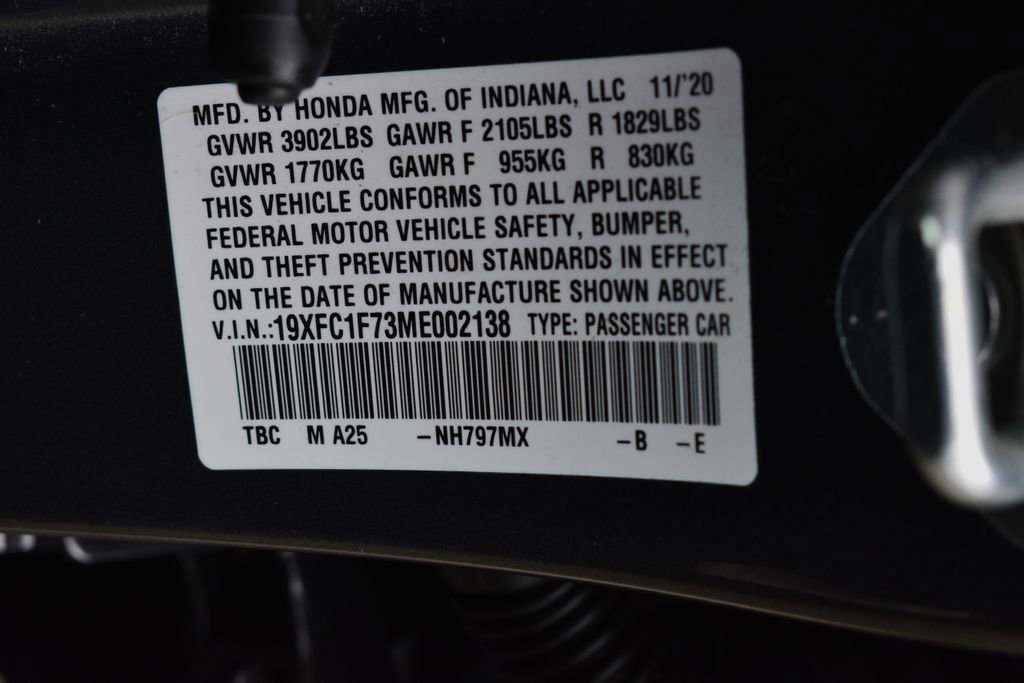 MFD. BY HONDA MFG. OF INDIANA, LLC 11/'20
GVWR 3902LBS GAWR F 2105LBS R 1829LBS
GVWR 1770KG GAWR F 955KG R 830KG
THIS VEHICLE CONFORMS TO ALL APPLICABLE
FEDERAL MOTOR VEHICLE SAFETY, BUMPER,
AND THEFT PREVENTION STANDARDS IN EFFECT
ON THE DATE OF MANUFACTURE SHOWN ABOVE.
V.I.N.:19XFC1F73ME002138 TYPE: PASSENGER CAR
TBC M A25 -NH797MX -B -E